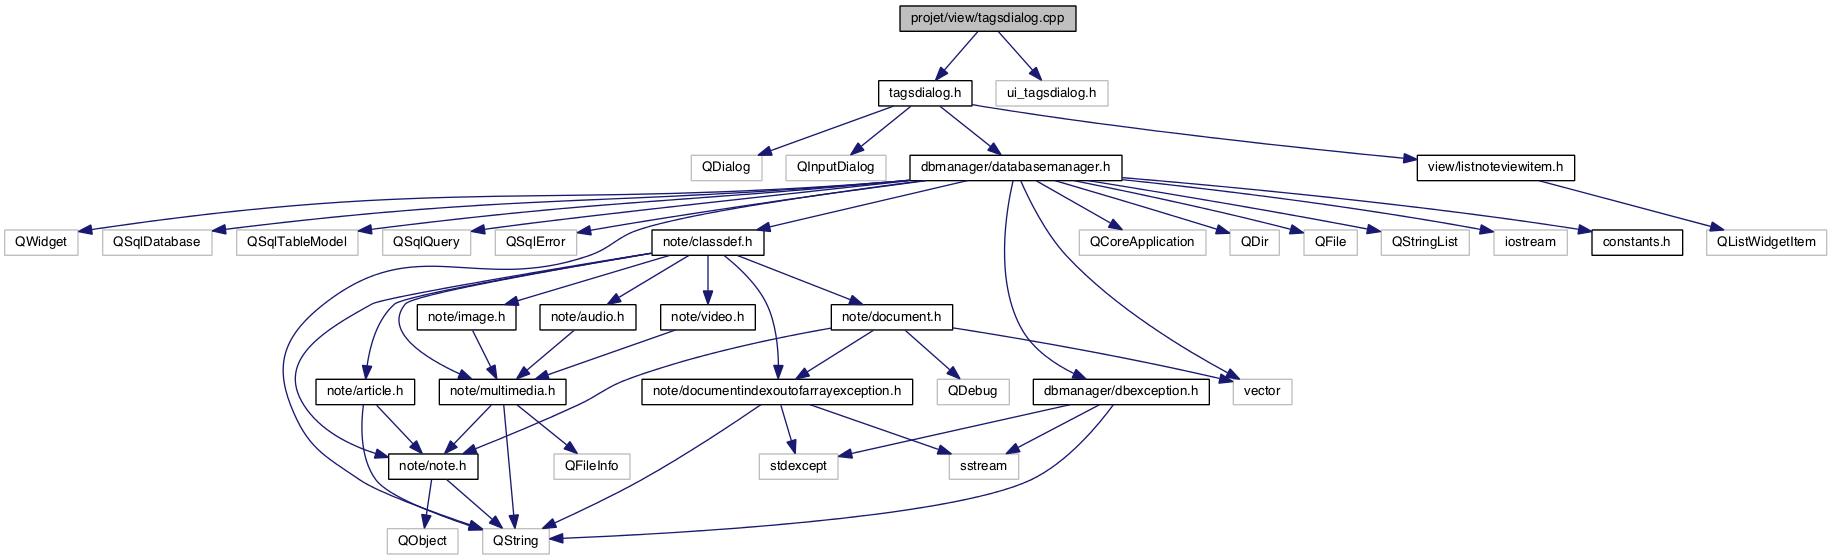 projet/view/tagsdialog.cpp
tagsdialog.h
ui_tagsdialog.h
QDialog
QInputDialog
dbmanager/databasemanager.h
view/listnoteviewitem.h
QWidget
QSqlDatabase
QSqlTableModel
QSqlQuery
QSqlError
note/classdef.h
QCoreApplication
QDir
QFile
QStringList
iostream
constants.h
QListWidgetItem
note/image.h
note/audio.h
note/video.h
note/document.h
note/article.h
note/multimedia.h
note/documentindexoutofarrayexception.h
QDebug
dbmanager/dbexception.h
vector
note/note.h
QFileInfo
stdexcept
sstream
QObject
QString